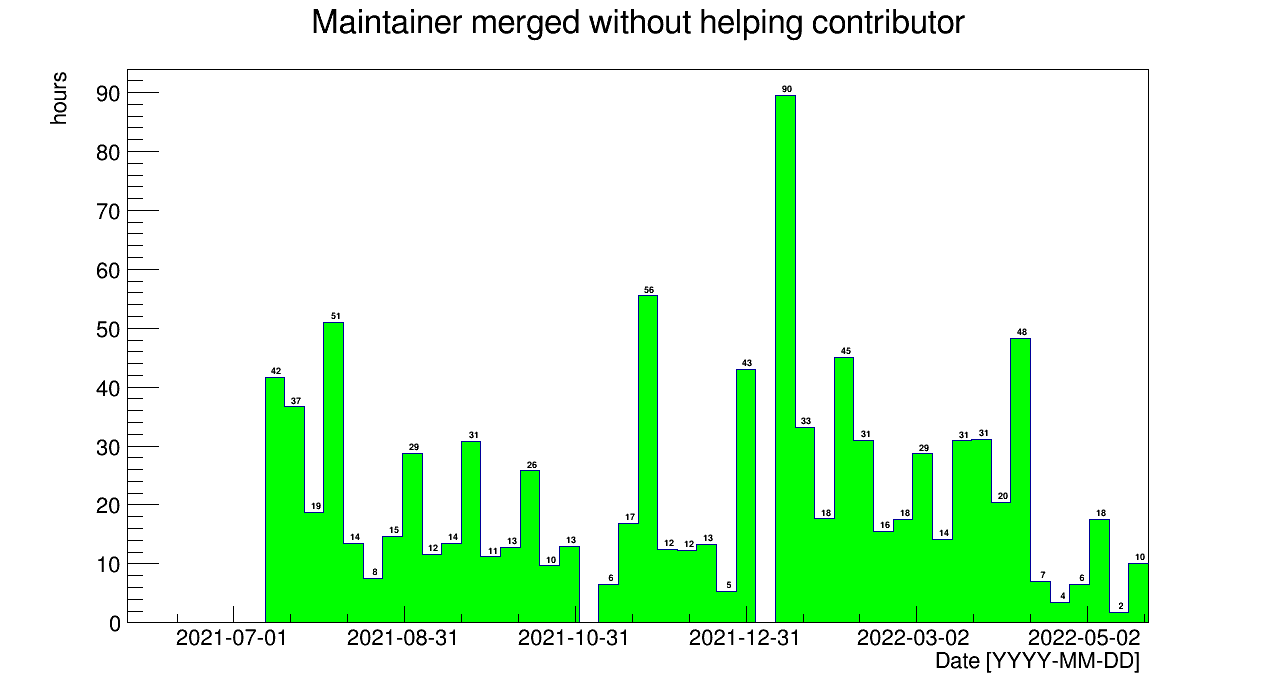 Maintainer merged without helping contributor
hours
90
80
70
60
50
40
30
20
10
0
42 37 19 51 14 8 15 29 12 14 31 11 13 26 10 13 6 17 56 12 12 13 5 43 90 33 18 45 31 16 18 29 14 31 31 20 48 7 4 6 18 2 10
2021-07-01 2021-08-31 2021-10-31 2021-12-31 2022-03-02 2022-05-02
Date [YYYY-MM-DD]